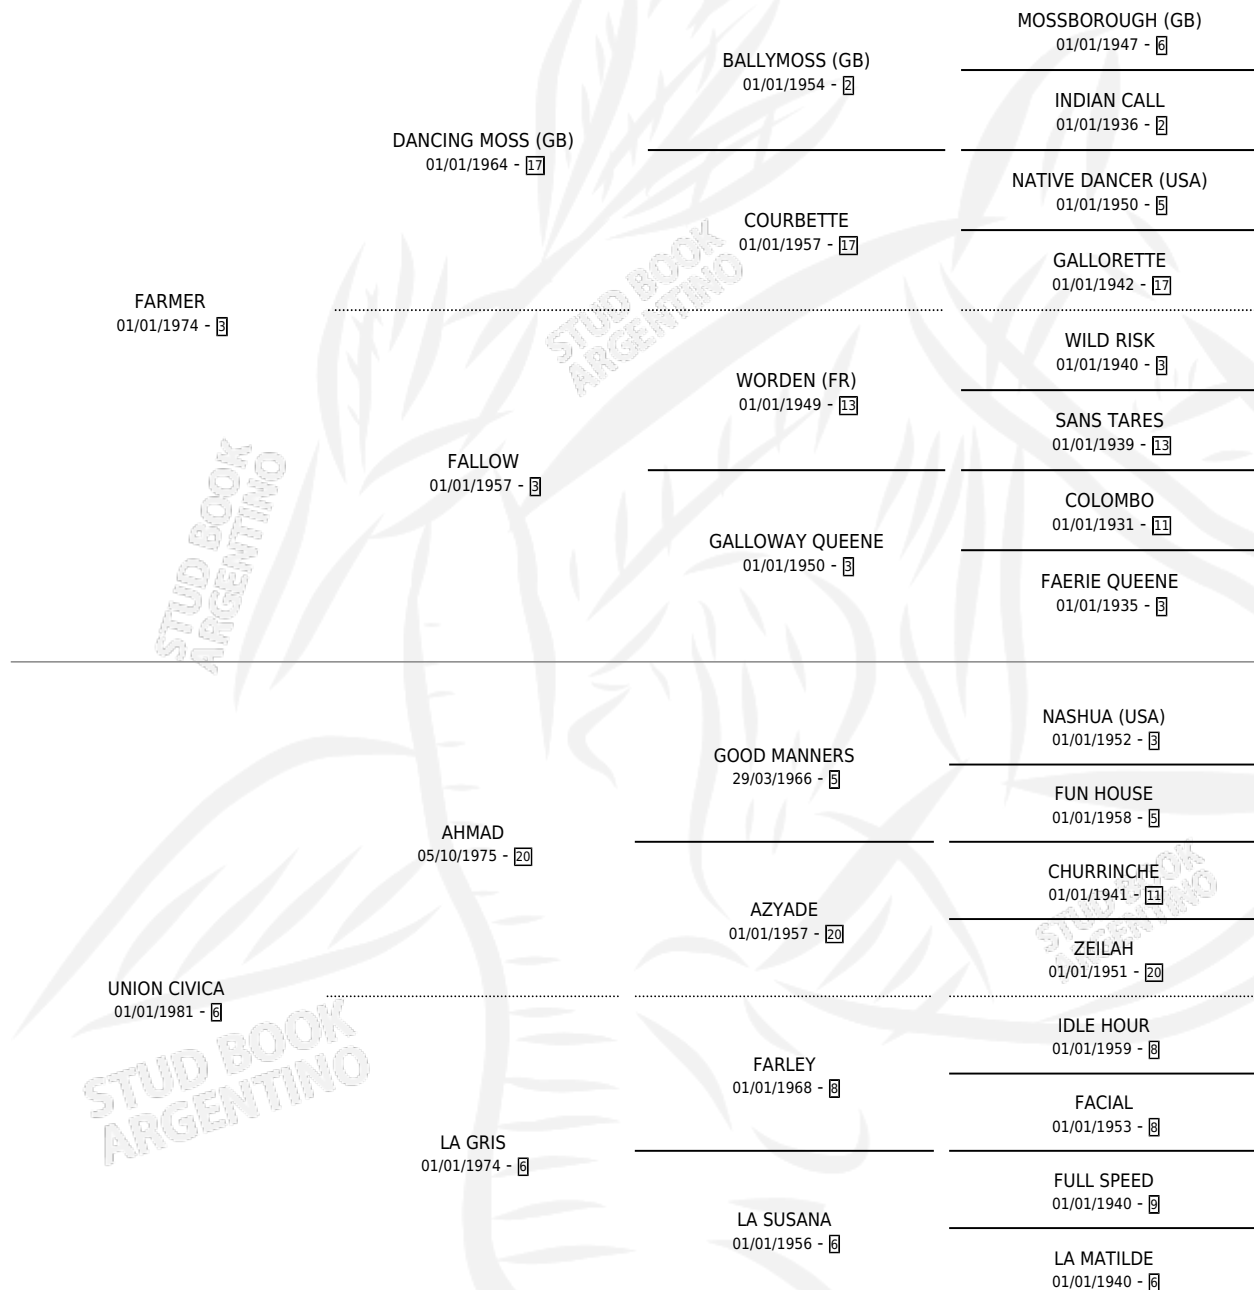 MOSSBOROUGH (GB)
01/01/1947 - 6
BALLYMOSS (GB)
01/01/1954 - 2
INDIAN CALL
01/01/1936 - 2
DANCING MOSS (GB)
01/01/1964 - 17
NATIVE DANCER (USA)
01/01/1950 - 5
COURBETTE
01/01/1957 - 17
GALLORETTE
01/01/1942 - 17
FARMER
01/01/1974 - 3
WILD RISK
01/01/1940 - 3
WORDEN (FR)
01/01/1949 - 13
SANS TARES
01/01/1939 - 13
FALLOW
01/01/1957 - 3
COLOMBO
01/01/1931 - 11
GALLOWAY QUEENE
01/01/1950 - 3
FAERIE QUEENE
01/01/1935 - 3
NASHUA (USA)
01/01/1952 - 3
GOOD MANNERS
29/03/1966 - 5
FUN HOUSE
01/01/1958 - 5
AHMAD
05/10/1975 - 20
CHURRINCHE
01/01/1941 - 11
AZYADE
01/01/1957 - 20
ZEILAH
01/01/1951 - 20
UNION CIVICA
01/01/1981 - 6
IDLE HOUR
01/01/1959 - 8
FARLEY
01/01/1968 - 8
FACIAL
01/01/1953 - 8
LA GRIS
01/01/1974 - 6
FULL SPEED
01/01/1940 - 9
LA SUSANA
01/01/1956 - 6
LA MATILDE
01/01/1940 - 6
STUD BOOK
ARGENTINO
STUD BOOK
ARGENTINO
STUD BOOK
ARGENTINO
STUD BOOK
ARGENTINO